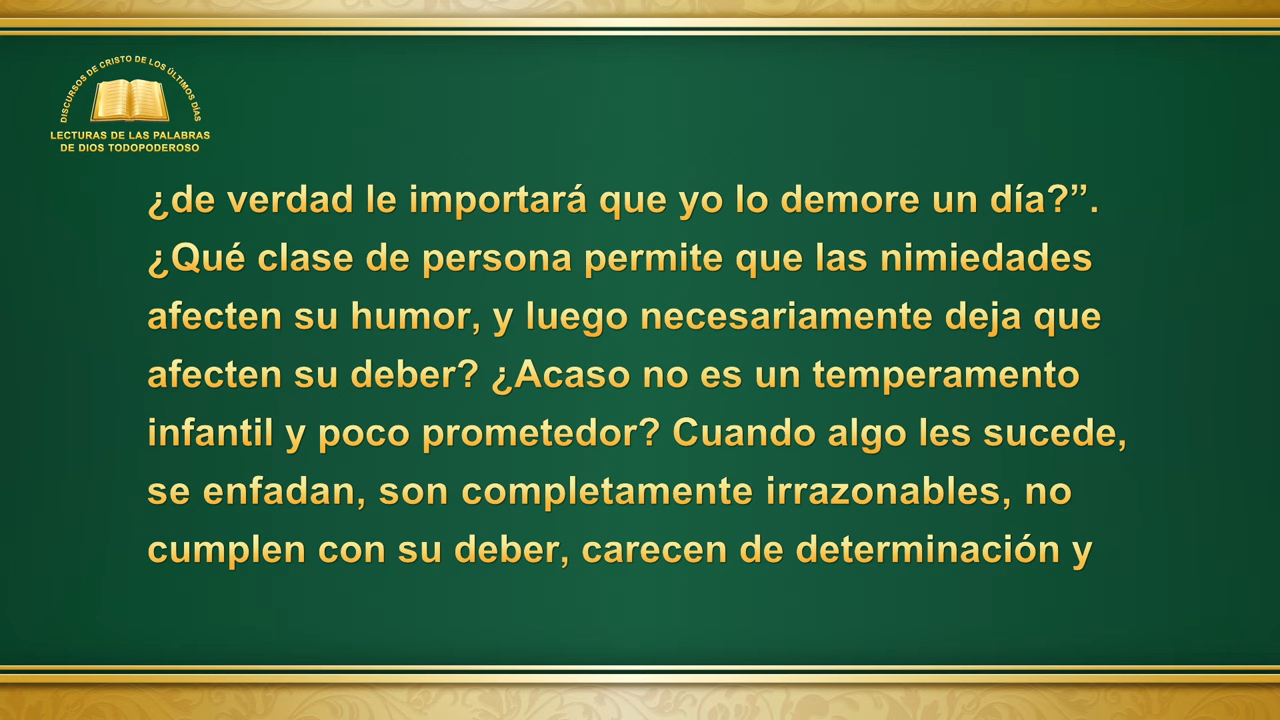 DISCURSOS DE CRISTO DE LOS ÚLTIMOS DÍAS
LECTURAS DE LAS PALABRAS
DE DIOS TODOPODEROSO
¿de verdad le importará que yo lo demore un día?”.
¿Qué clase de persona permite que las nimiedades
afecten su humor, y luego necesariamente deja que
afecten su deber? ¿Acaso no es un temperamento
infantil y poco prometedor? Cuando algo les sucede,
se enfadan, son completamente irrazonables, no
cumplen con su deber, carecen de determinación y